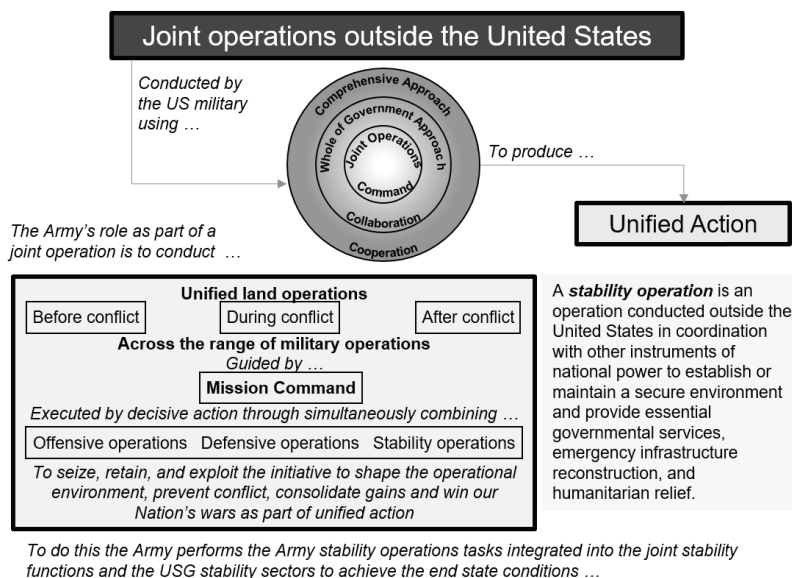 Joint operations outside the United States
Conducted by
the US military
using …
Comprehensive Approach
Whole of Government Approach
Joint Operations
Command
Collaboration
Cooperation
To produce …
Unified Action
The Army's role as part of a
joint operation is to conduct …
Unified land operations
Before conflict During conflict After conflict
Across the range of military operations
Guided by …
Mission Command
Executed by decisive action through simultaneously combining …
Offensive operations Defensive operations Stability operations
To seize, retain, and exploit the initiative to shape the operational
environment, prevent conflict, consolidate gains and win our
Nation's wars as part of unified action
A stability operation is an
operation conducted outside the
United States in coordination
with other instruments of
national power to establish or
maintain a secure environment
and provide essential
governmental services,
emergency infrastructure
reconstruction, and
humanitarian relief.
To do this the Army performs the Army stability operations tasks integrated into the joint stability
functions and the USG stability sectors to achieve the end state conditions …